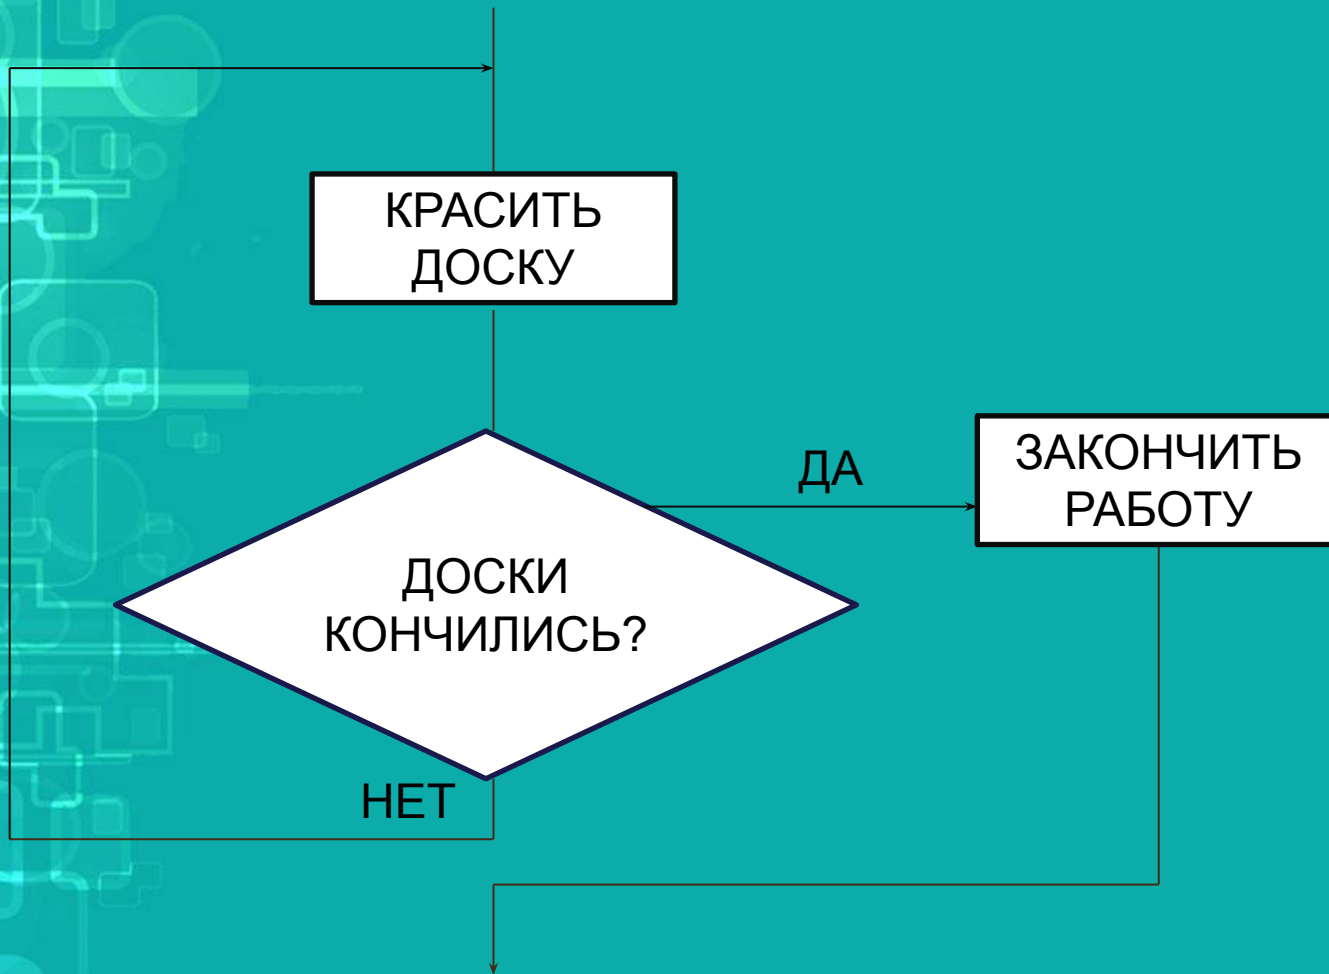 КРАСИТЬ
ДОСКУ
ДА
ЗАКОНЧИТЬ
РАБОТУ
ДОСКИ
КОНЧИЛИСЬ?
НЕТ